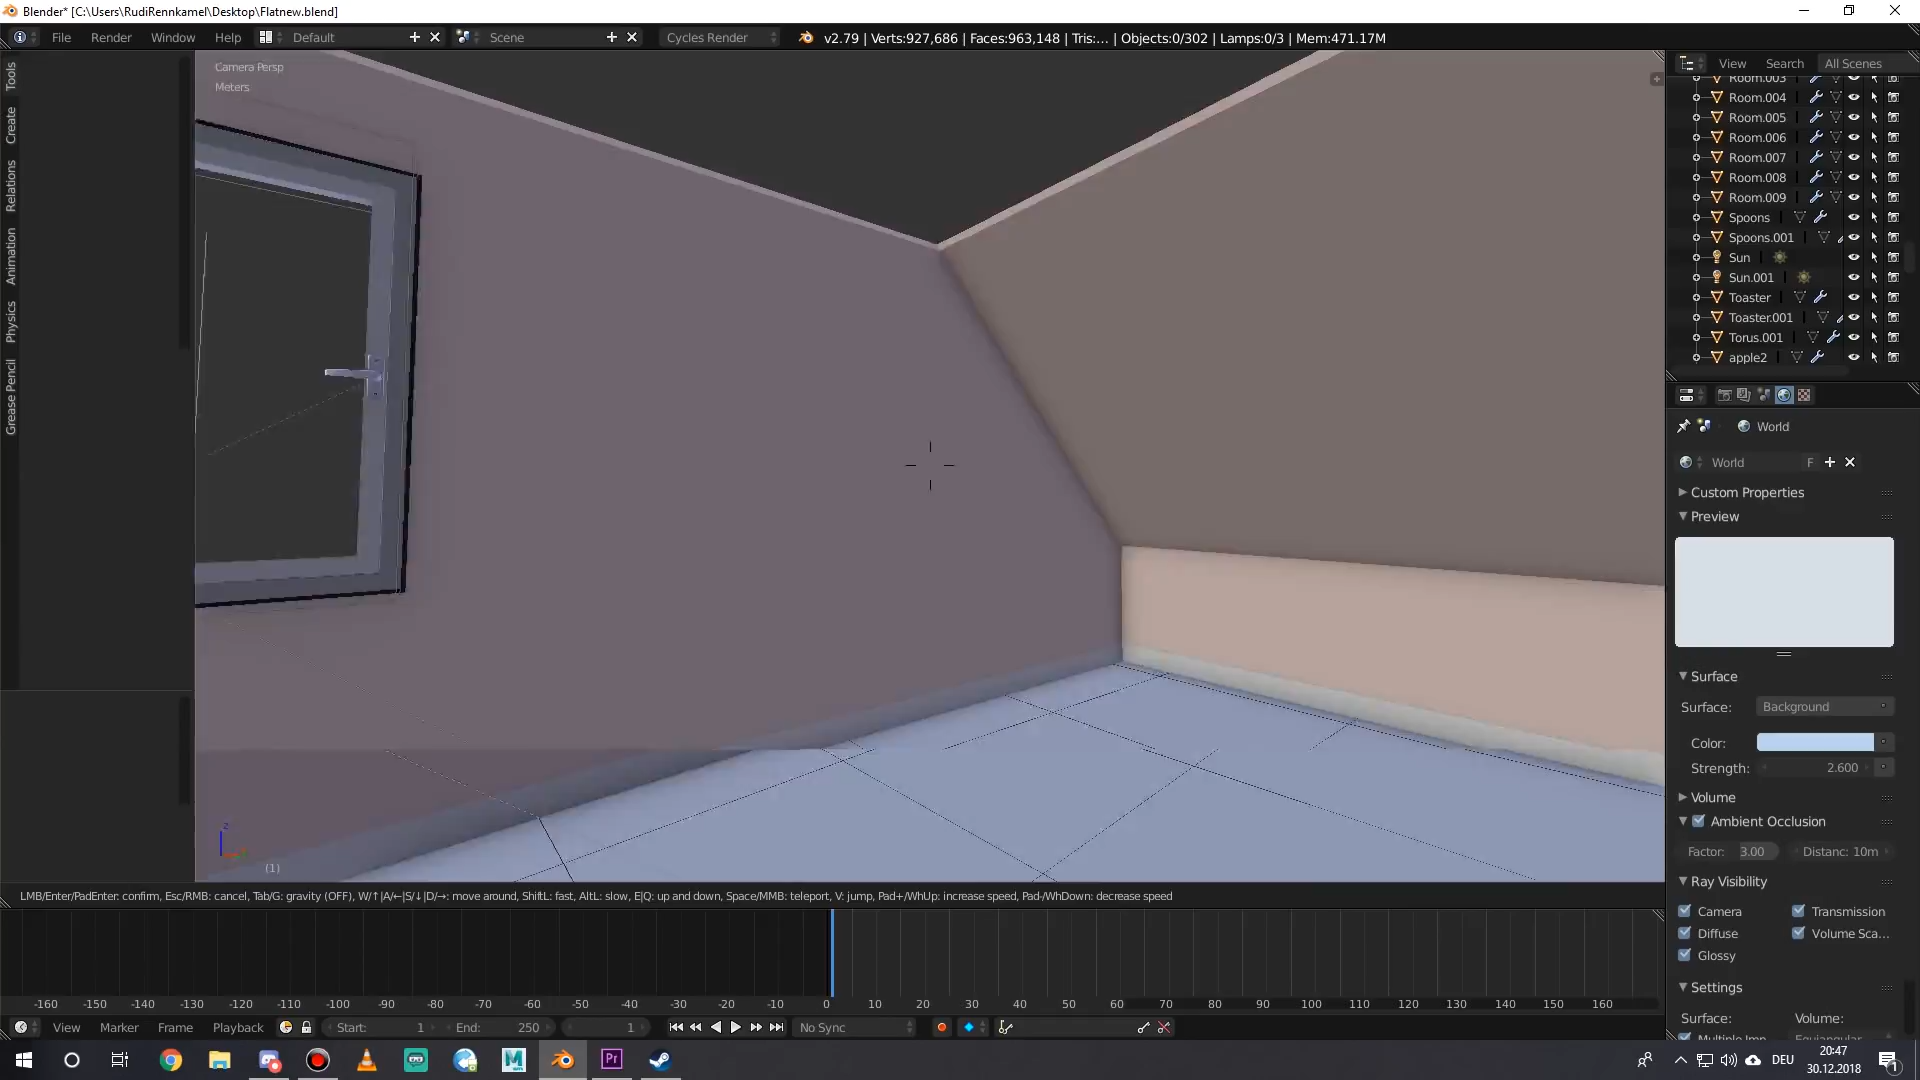 Blender* [C:\Users\RudiRennkamel\Desktop\Flatnew.blend]
File Render Window Help Default Scene Cycles Render v2.79 | Verts:927,686 | Faces:963,148 | Tris:... | Objects:0/302 | Lamps:0/3 | Mem:471.17M
Tools
Create
Relations
Animation
Physics
Grease Pencil
Camera Persp
Meters
z
(1)
View Search All Scenes
Room.003
Room.004
Room.005
Room.006
Room.007
Room.008
Room.009
Spoons
Spoons.001
Sun
Sun.001
Toaster
Toaster.001
Torus.001
apple2
World
World F
Custom Properties
Preview
Surface
Surface: Background
Color:
Strength: 2.600
Volume
Ambient Occlusion
Factor: 3.00 Distanc: 10m
Ray Visibility
Camera Transmission
Diffuse Volume Sca...
Glossy
Settings
Surface: Volume:
Multiple Imp Equiangular
LMB/Enter/PadEnter: confirm, Esc/RMB: cancel, Tab/G: gravity (OFF), W/↑|A/←|S/↓|D/→: move around, ShiftL: fast, AltL: slow, E|Q: up and down, Space/MMB: teleport, V: jump, Pad+/WhUp: increase speed, Pad-/WhDown: decrease speed
-160 -150 -140 -130 -120 -110 -100 -90 -80 -70 -60 -50 -40 -30 -20 -10 0 10 20 30 40 50 60 70 80 90 100 110 120 130 140 150 160
View Marker Frame Playback Start: 1 End: 250 1 No Sync
Pr DEU 20:47
30.12.2018
1